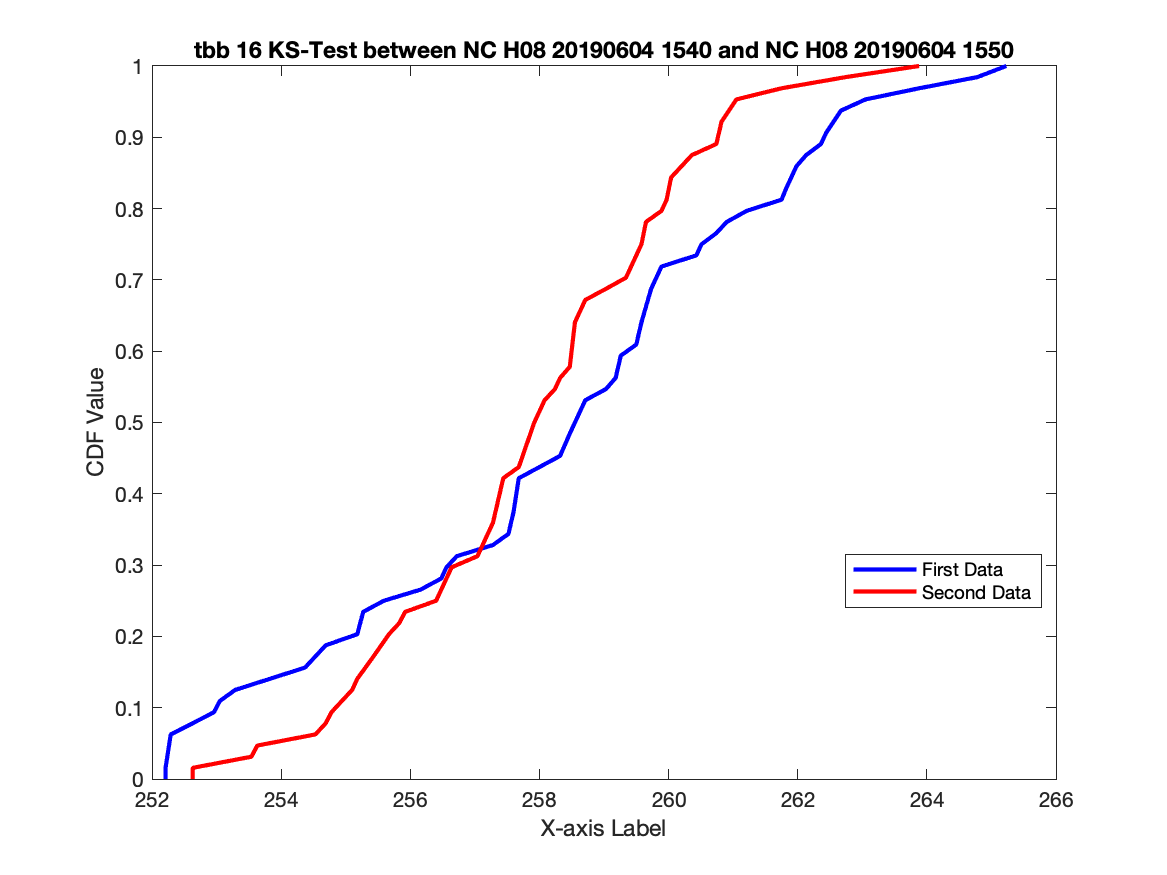 tbb 16 KS-Test between NC H08 20190604 1540 and NC H08 20190604 1550
1
0.9
0.8
0.7
0.6
0.5
0.4
0.3
0.2
0.1
0
CDF Value
First Data
Second Data
252 254 256 258 260 262 264 266
X-axis Label